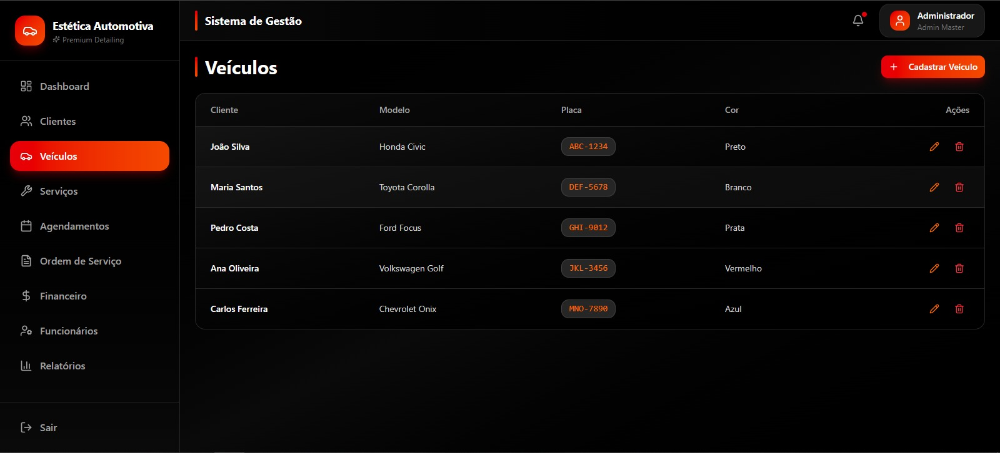 Estética Automotiva
Premium Detailing
Dashboard
Clientes
Veículos
Serviços
Agendamentos
Ordem de Serviço
Financeiro
Funcionários
Relatórios
Sair
Sistema de Gestão
Administrador
Admin Master
Veículos
+ Cadastrar Veículo
Cliente Modelo Placa Cor Ações
João Silva Honda Civic ABC-1234 Preto
Maria Santos Toyota Corolla DEF-5678 Branco
Pedro Costa Ford Focus GHI-9012 Prata
Ana Oliveira Volkswagen Golf JKL-3456 Vermelho
Carlos Ferreira Chevrolet Onix MNO-7890 Azul